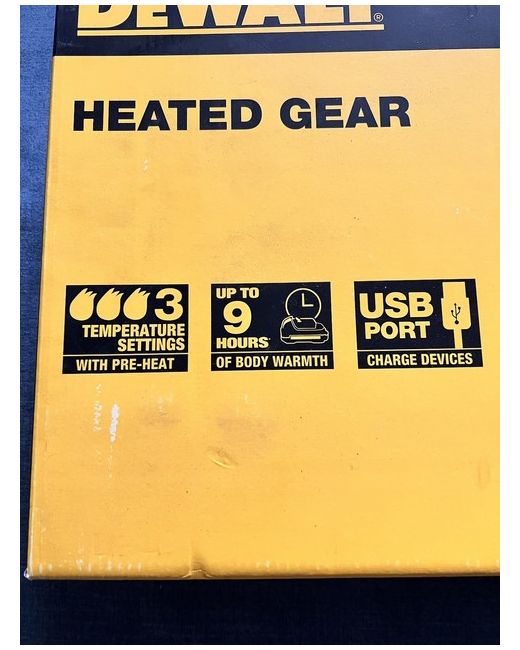 DEWALT®
HEATED GEAR
3
TEMPERATURE
SETTINGS
WITH PRE-HEAT
UP TO
9
HOURS*
OF BODY WARMTH
USB
PORT
CHARGE DEVICES